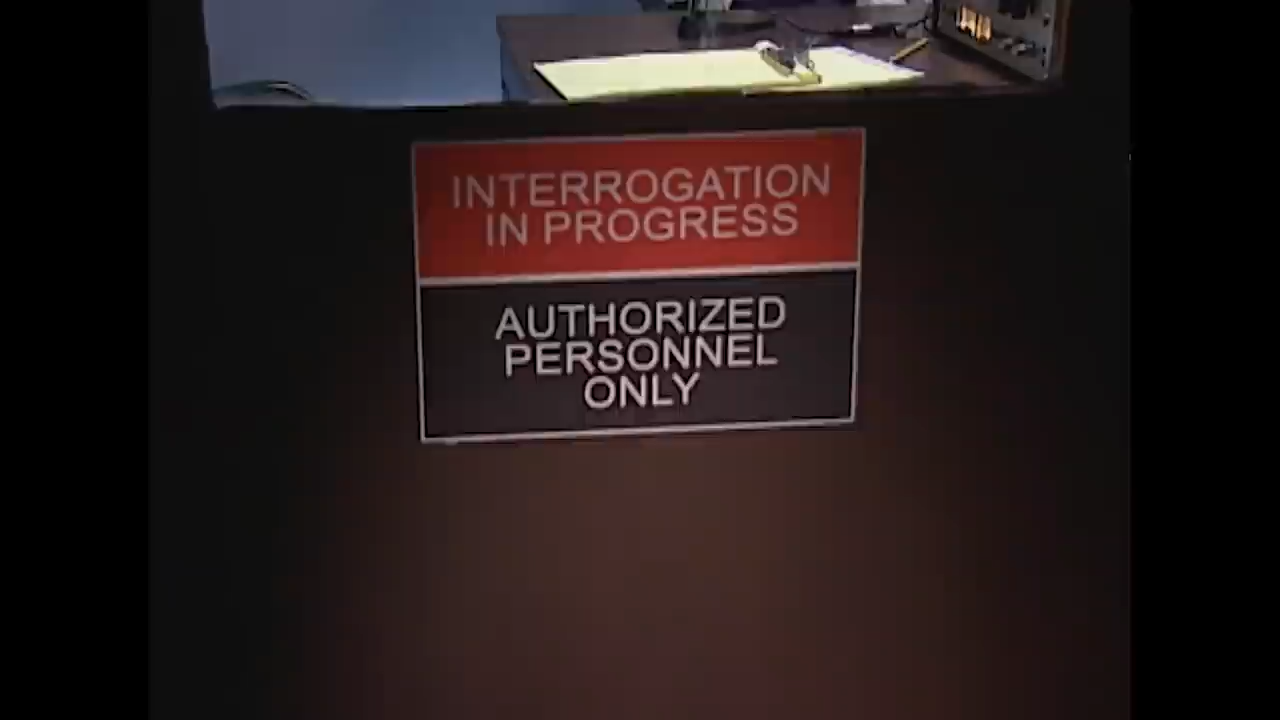 INTERROGATION
IN PROGRESS
AUTHORIZED
PERSONNEL
ONLY